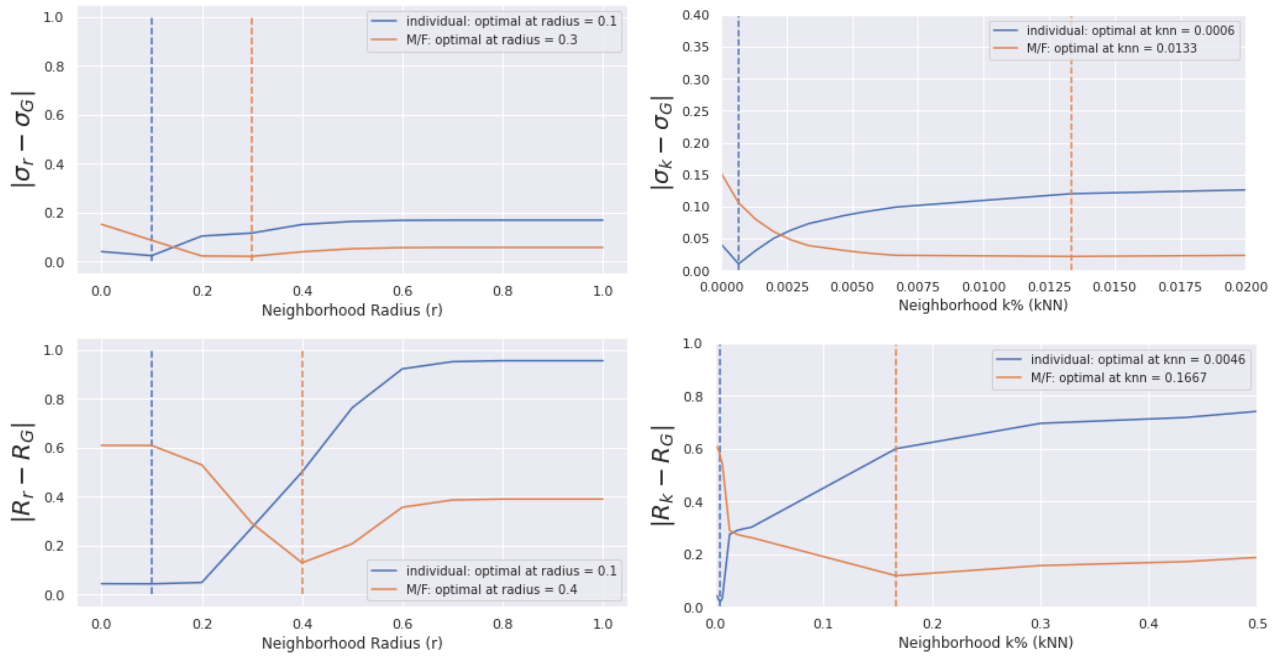 |σ_r − σ_G|
1.0
0.8
0.6
0.4
0.2
0.0
individual: optimal at radius = 0.1
M/F: optimal at radius = 0.3
0.0 0.2 0.4 0.6 0.8 1.0
Neighborhood Radius (r)
|σ_k − σ_G|
0.40
0.35
0.30
0.25
0.20
0.15
0.10
0.05
0.00
individual: optimal at knn = 0.0006
M/F: optimal at knn = 0.0133
0.0000 0.0025 0.0050 0.0075 0.0100 0.0125 0.0150 0.0175 0.0200
Neighborhood k% (kNN)
|R_r − R_G|
1.0
0.8
0.6
0.4
0.2
0.0
individual: optimal at radius = 0.1
M/F: optimal at radius = 0.4
0.0 0.2 0.4 0.6 0.8 1.0
Neighborhood Radius (r)
|R_k − R_G|
1.0
0.8
0.6
0.4
0.2
0.0
individual: optimal at knn = 0.0046
M/F: optimal at knn = 0.1667
0.0 0.1 0.2 0.3 0.4 0.5
Neighborhood k% (kNN)